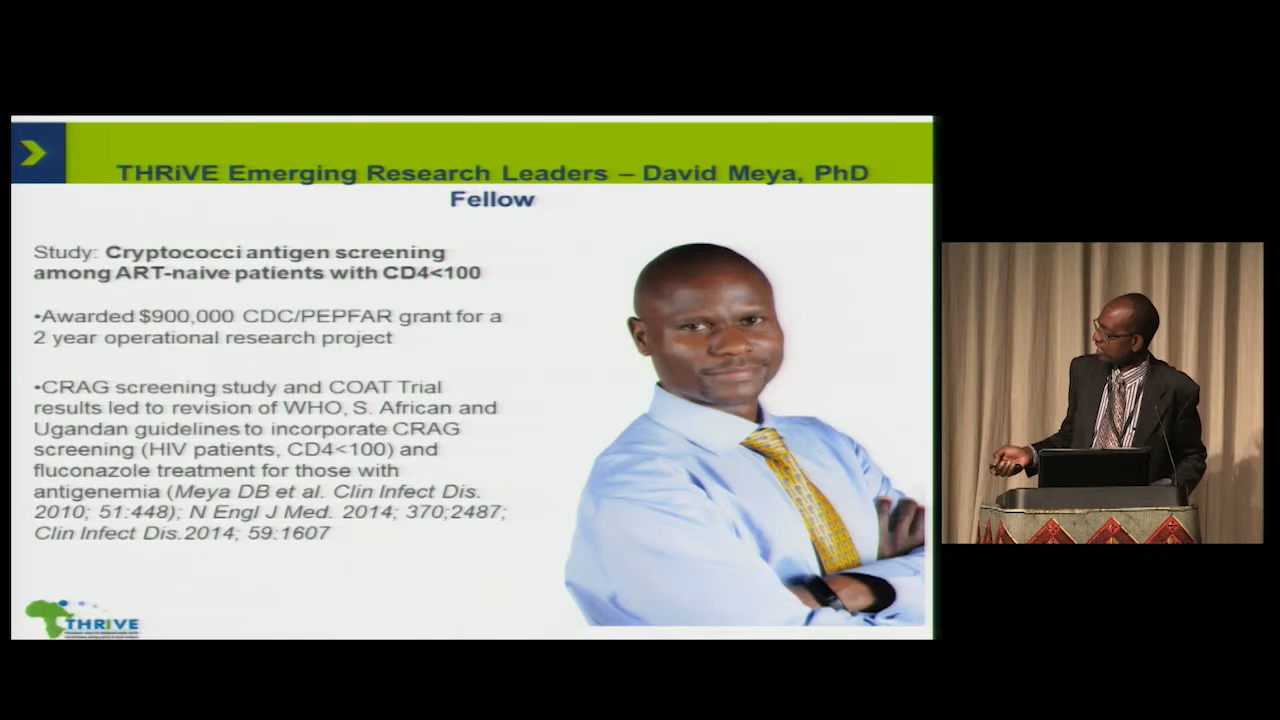 THRiVE Emerging Research Leaders – David Meya, PhD
Fellow
Study: Cryptococci antigen screening
among ART-naive patients with CD4<100
•Awarded $900,000 CDC/PEPFAR grant for a
2 year operational research project
•CRAG screening study and COAT Trial
results led to revision of WHO, S. African and
Ugandan guidelines to incorporate CRAG
screening (HIV patients, CD4<100) and
fluconazole treatment for those with
antigenemia (Meya DB et al. Clin Infect Dis.
2010; 51:448); N Engl J Med. 2014; 370;2487;
Clin Infect Dis.2014; 59:1607
THRiVE